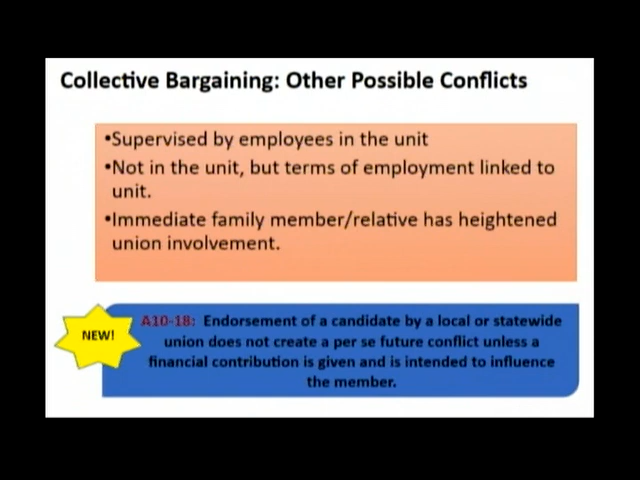 Collective Bargaining: Other Possible Conflicts
•Supervised by employees in the unit
•Not in the unit, but terms of employment linked to
unit.
•Immediate family member/relative has heightened
union involvement.
NEW!
A10-18: Endorsement of a candidate by a local or statewide
union does not create a per se future conflict unless a
financial contribution is given and is intended to influence
the member.